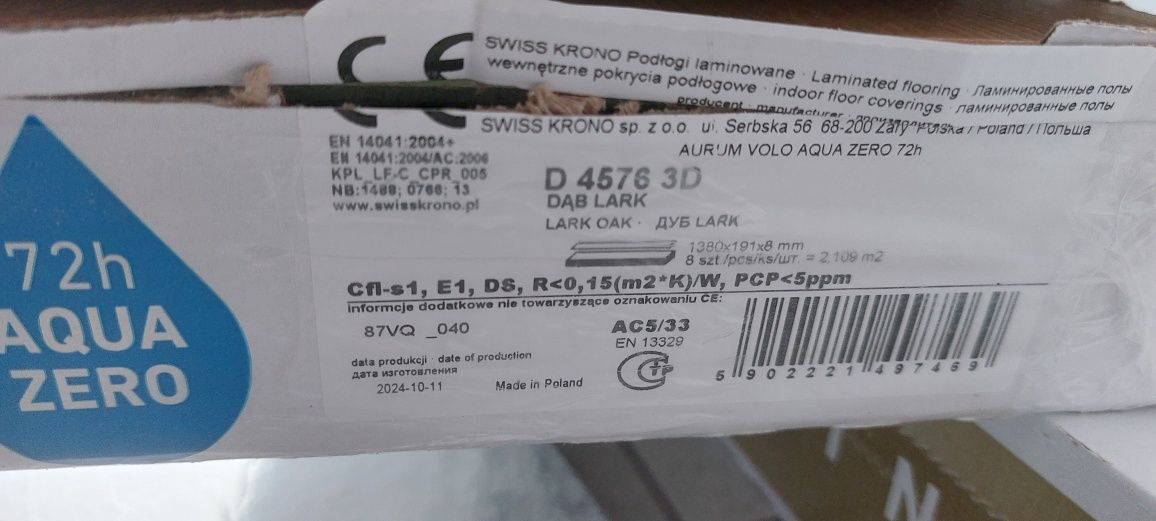 CE
SWISS KRONO Podłogi laminowane · Laminated flooring · Ламинированные полы
wewnętrzne pokrycia podłogowe · indoor floor coverings · ламинированные полы
producent · manufacturer ·
SWISS KRONO sp. z o.o. ul. Serbska 56 68-200 Żary Polska / Poland / Польша
AURUM VOLO AQUA ZERO 72h
EN 14041:2004+
EN 14041:2004/AC:2006
KPL_LF-C_CPR_005
NB:1488; 0766; 13
www.swisskrono.pl
D 4576 3D
DĄB LARK
LARK OAK · ДУБ LARK
1380x191x8 mm
8 szt./pcs/ks/шт. = 2,109 m2
Cfl-s1, E1, DS, R<0,15(m2*K)/W, PCP<5ppm
informcje dodatkowe nie towarzyszące oznakowaniu CE:
87VQ _040
AC5/33
EN 13329
data produkcji · date of production
дата изготовления
2024-10-11
Made in Poland
5 902221 497469
72h
AQUA
ZERO
N